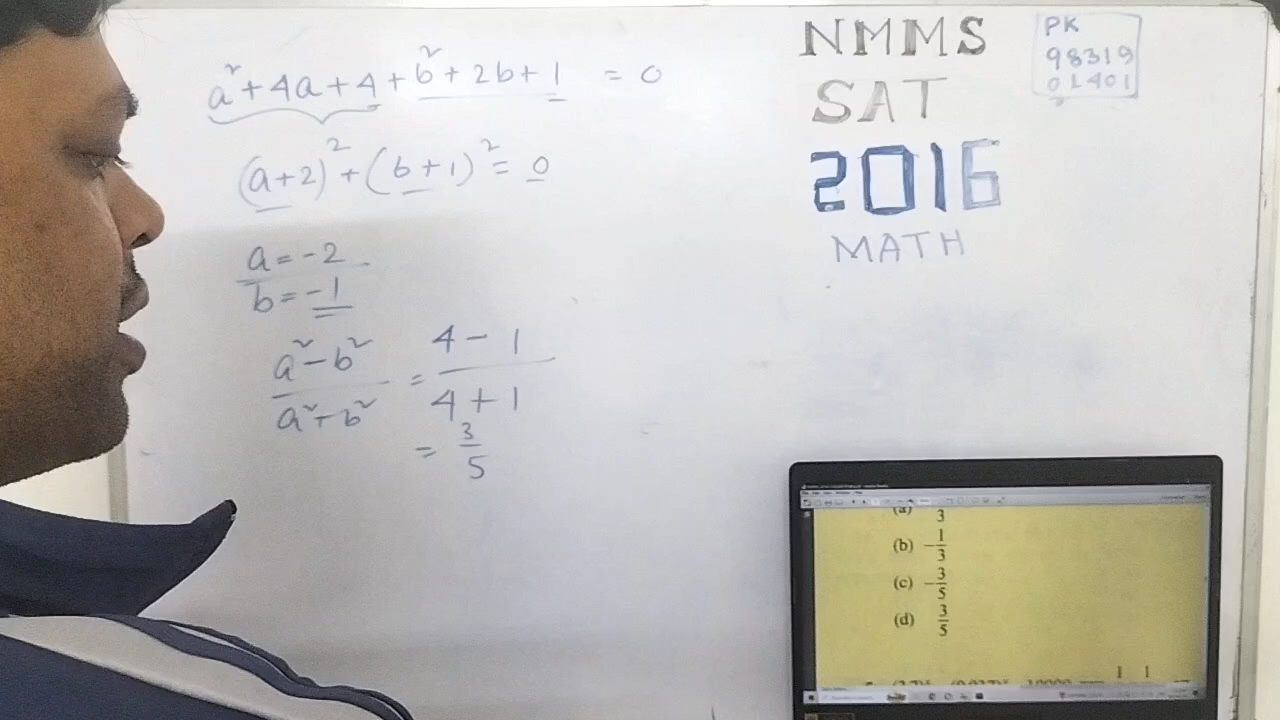 a² + 4a + 4 + b² + 2b + 1 = 0
(a+2)² + (b+1)² = 0
a = -2
b = -1
a² - b² / a² + b² = 4 - 1 / 4 + 1
= 3/5
NMMS
SAT
2016
MATH
PK
98319
01401
(a) 3
(b) -1/3
(c) -3/5
(d) 3/5